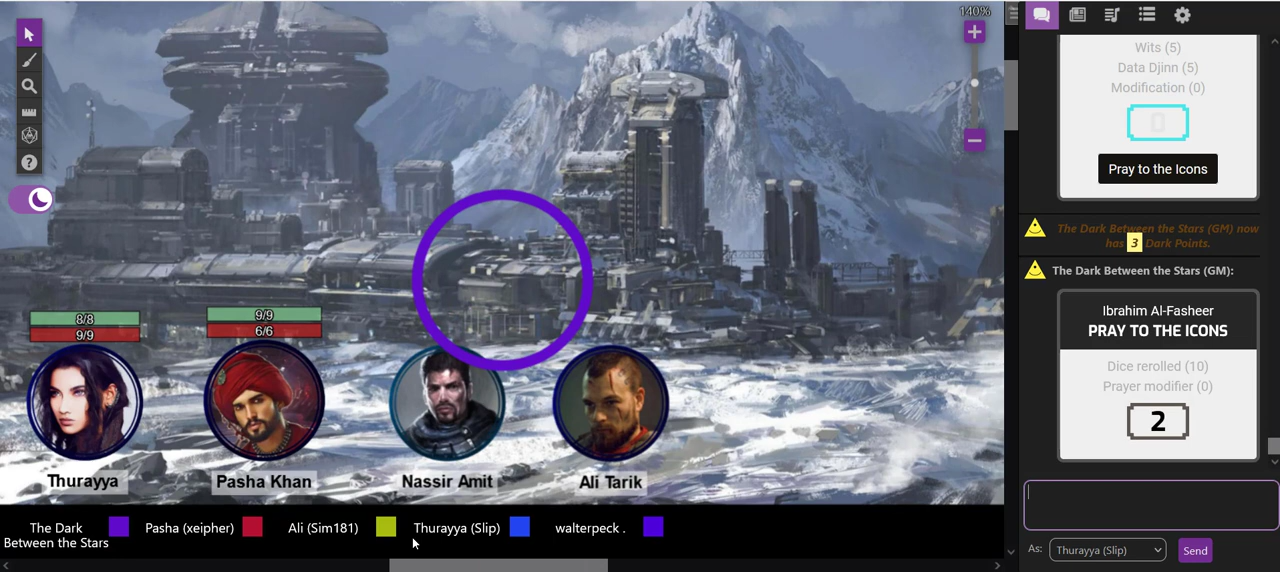 140%
8/8
9/9
9/9
6/6
Thurayya
Pasha Khan
Nassir Amit
Ali Tarik
The Dark
Between the Stars
Pasha (xeipher)
Ali (Sim181)
Thurayya (Slip)
walterpeck .
Wits (5)
Data Djinn (5)
Modification (0)
0
Pray to the Icons
The Dark Between the Stars (GM) now
has 3 Dark Points.
The Dark Between the Stars (GM):
Ibrahim Al-Fasheer
PRAY TO THE ICONS
Dice rerolled (10)
Prayer modifier (0)
2
As:
Thurayya (Slip)
Send